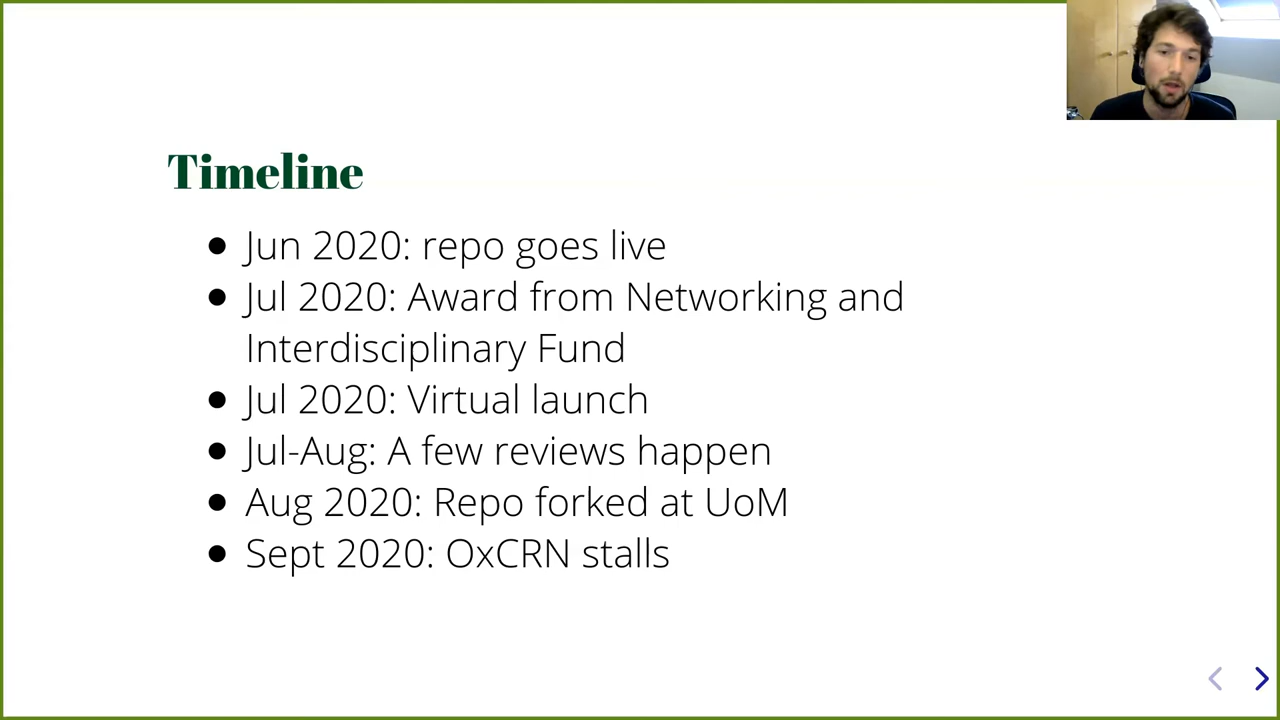 Timeline
● Jun 2020: repo goes live
● Jul 2020: Award from Networking and
Interdisciplinary Fund
● Jul 2020: Virtual launch
● Jul-Aug: A few reviews happen
● Aug 2020: Repo forked at UoM
● Sept 2020: OxCRN stalls